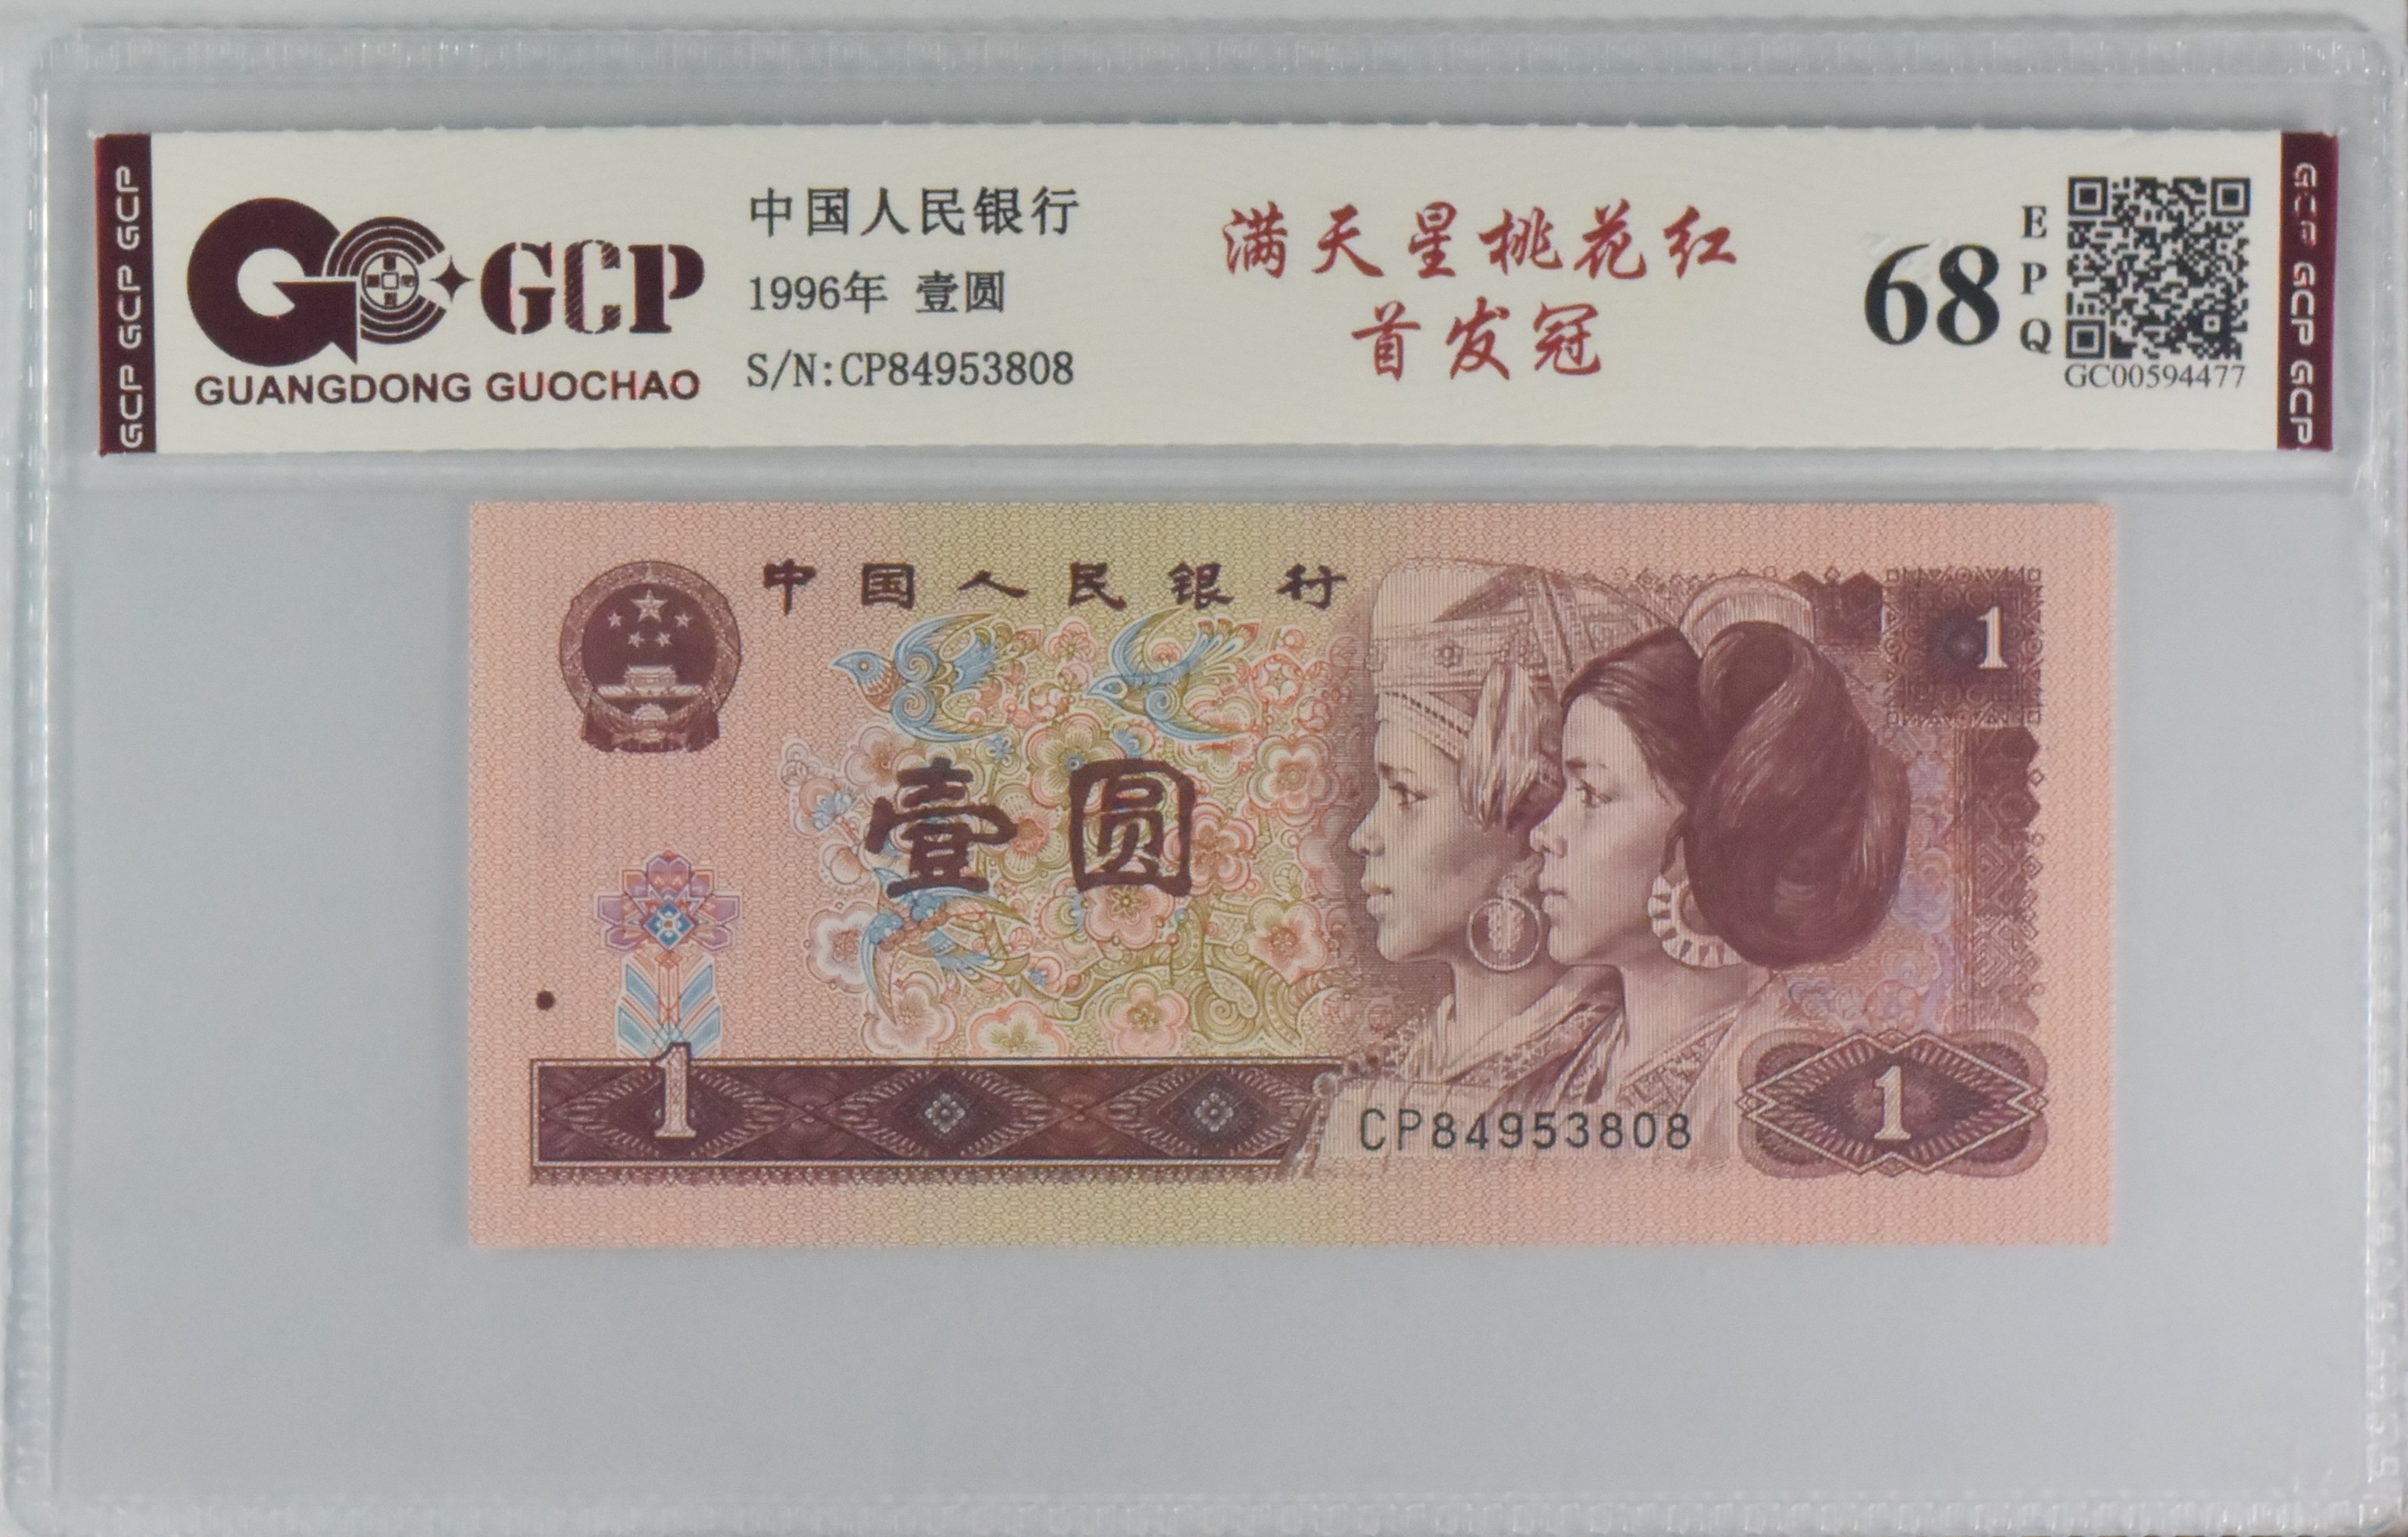 GCP GCP GCP
GCP
GUANGDONG GUOCHAO
中国人民银行
1996年 壹圆
S/N:CP84953808
满天星桃花红
首发冠
68
EPQ
GC00594477
GCP GCP GCP
中国人民银行
1
壹圆
1
CP84953808
1